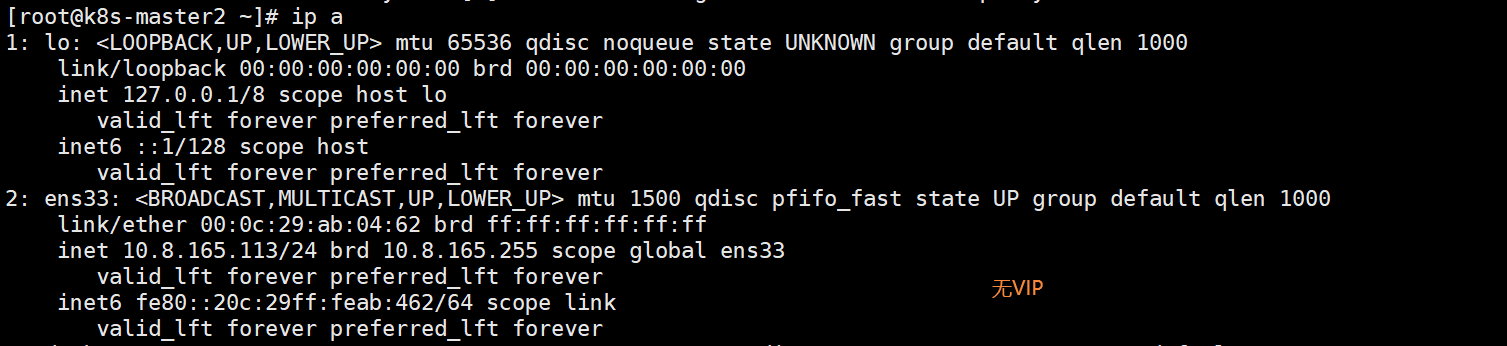 [root@k8s-master2 ~]# ip a
1: lo: <LOOPBACK,UP,LOWER_UP> mtu 65536 qdisc noqueue state UNKNOWN group default qlen 1000
    link/loopback 00:00:00:00:00:00 brd 00:00:00:00:00:00
    inet 127.0.0.1/8 scope host lo
       valid_lft forever preferred_lft forever
    inet6 ::1/128 scope host
       valid_lft forever preferred_lft forever
2: ens33: <BROADCAST,MULTICAST,UP,LOWER_UP> mtu 1500 qdisc pfifo_fast state UP group default qlen 1000
    link/ether 00:0c:29:ab:04:62 brd ff:ff:ff:ff:ff:ff
    inet 10.8.165.113/24 brd 10.8.165.255 scope global ens33
       valid_lft forever preferred_lft forever
无VIP
    inet6 fe80::20c:29ff:feab:462/64 scope link
       valid_lft forever preferred_lft forever